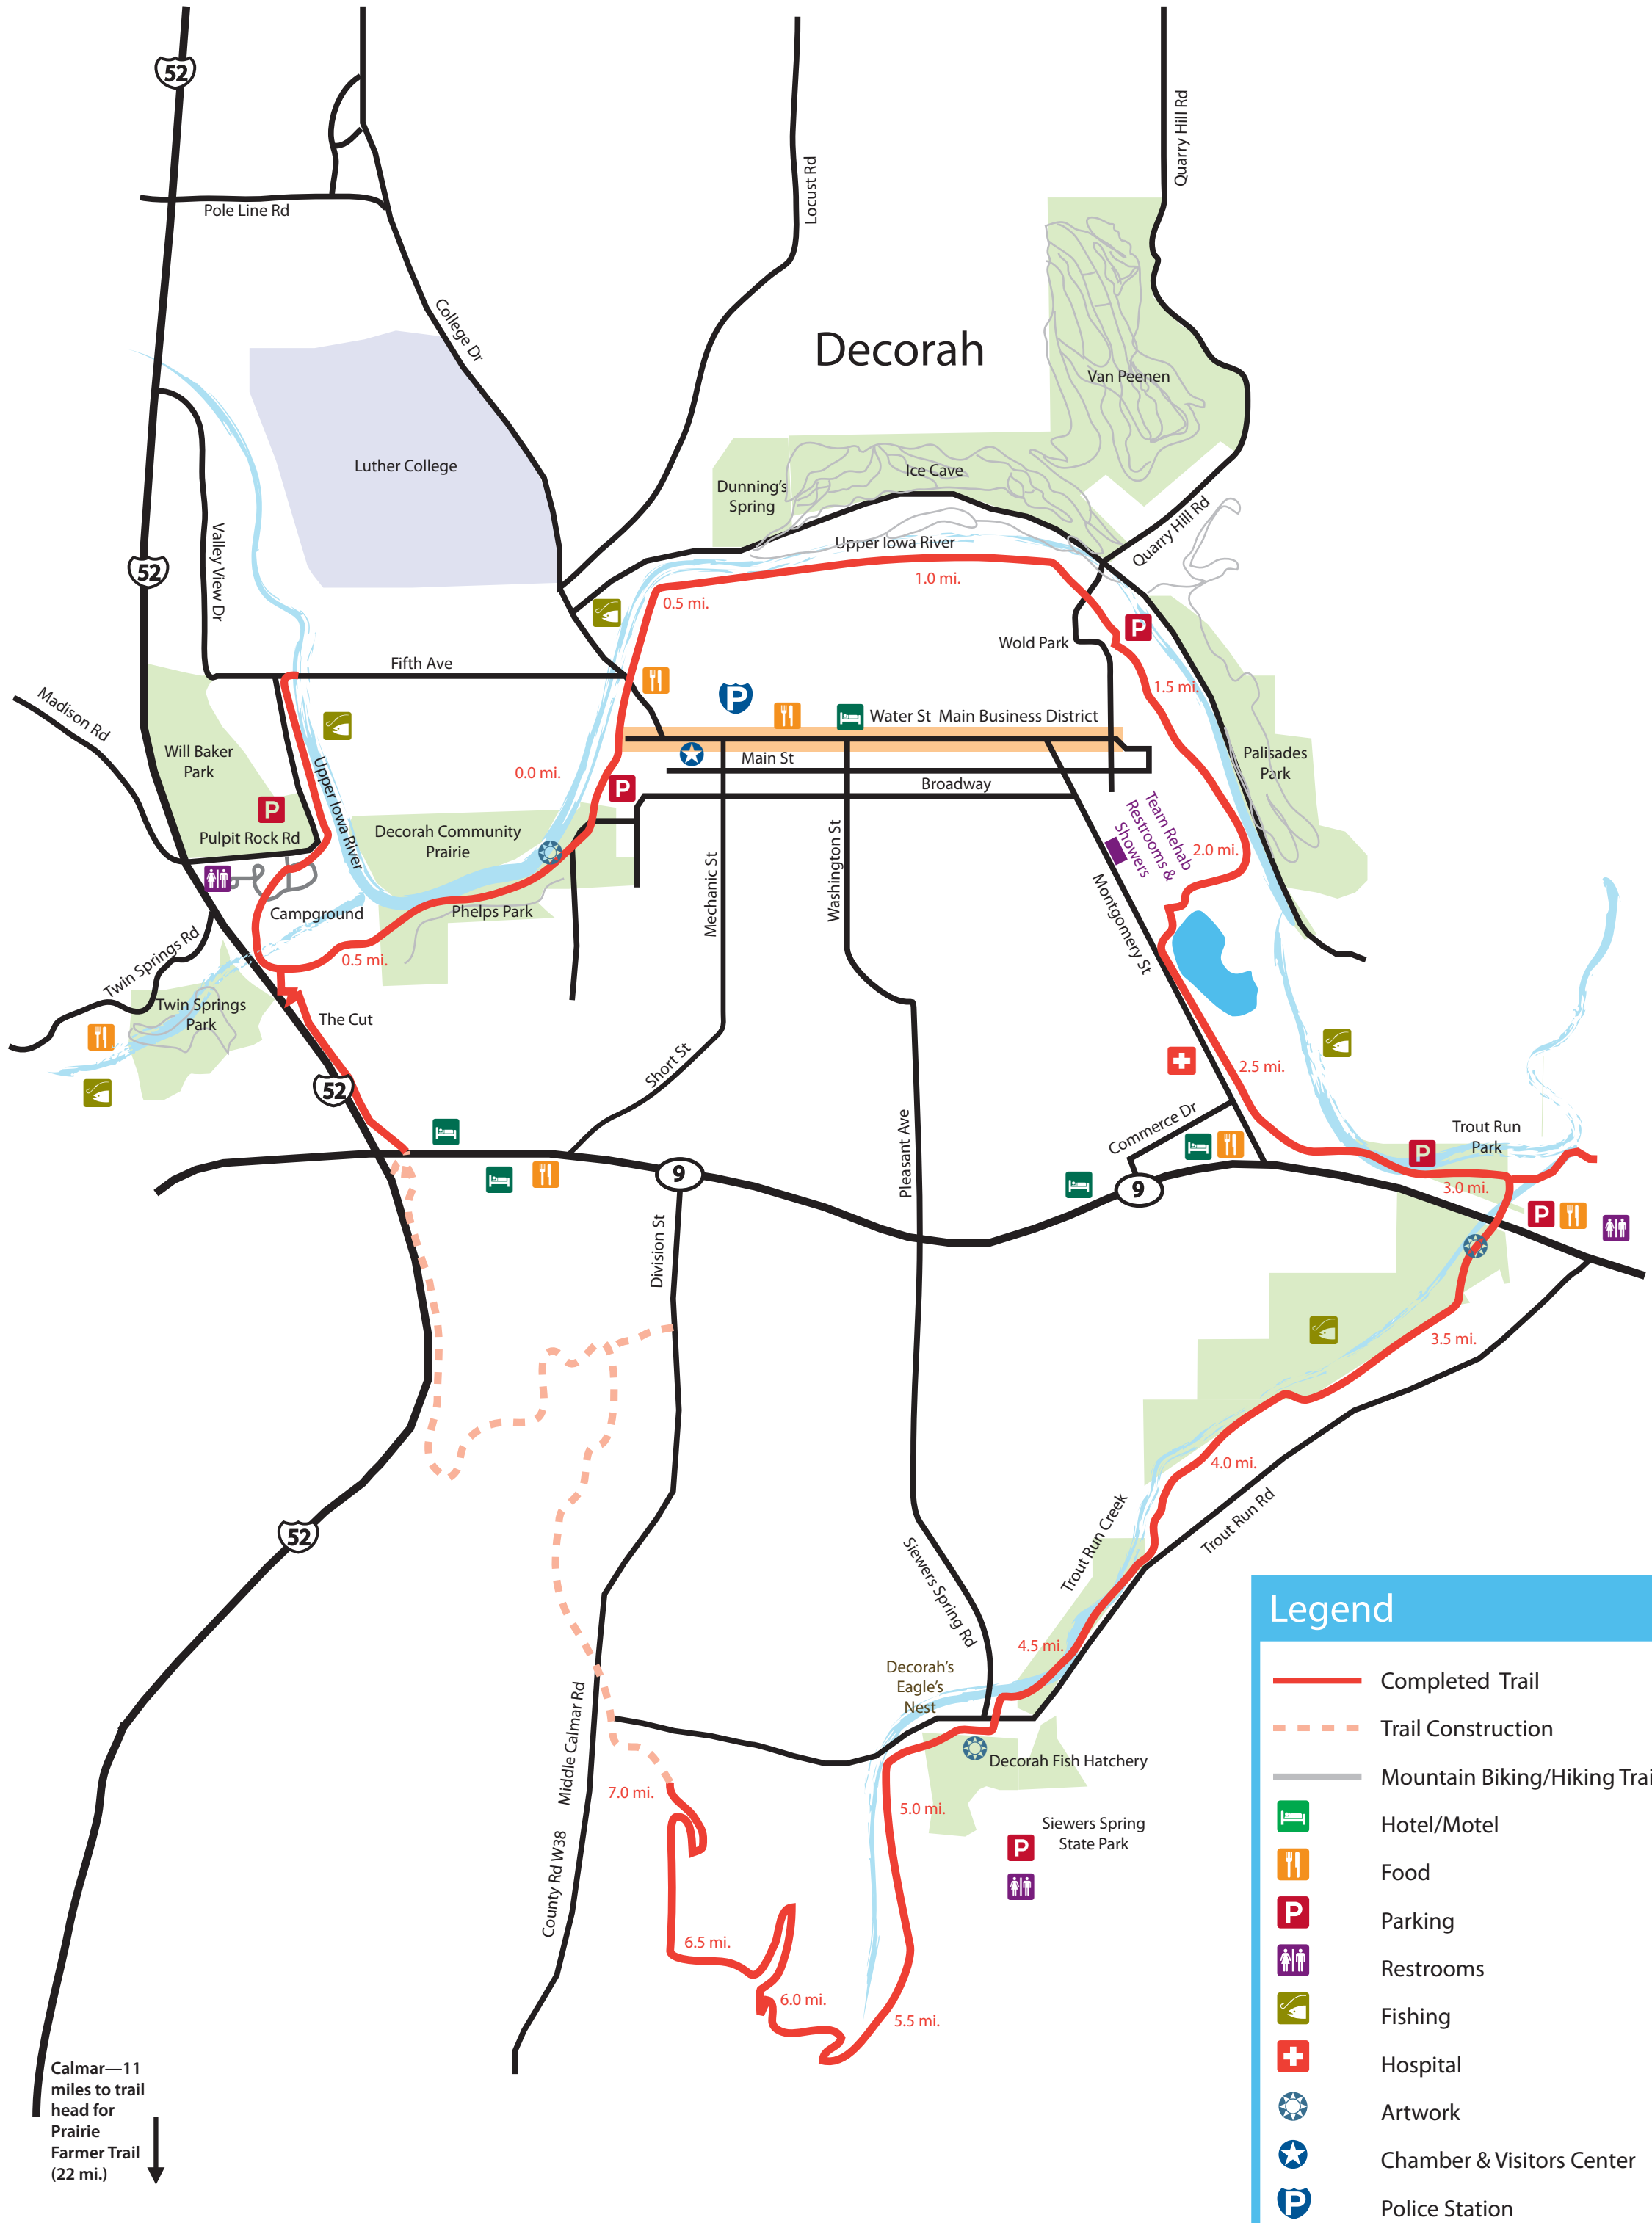 52
Quarry Hill Rd
Locust Rd
Pole Line Rd
College Dr
Decorah
Van Peenen
Luther College
Ice Cave
Dunning's
Spring
Quarry Hill Rd
Valley View Dr
52
Upper Iowa River
1.0 mi.
0.5 mi.
P
Wold Park
Fifth Ave
1.5 mi.
Madison Rd
P
Water St Main Business District
Will Baker
Park
Upper Iowa River
0.0 mi.
Main St
Palisades
Park
P
Broadway
P
Pulpit Rock Rd
Decorah Community
Prairie
Team Rehab
Restrooms &
Showers
2.0 mi.
Mechanic St
Washington St
Montgomery St
Campground
Phelps Park
Twin Springs Rd
0.5 mi.
Twin Springs
Park
The Cut
Short St
2.5 mi.
52
Commerce Dr
Trout Run
Park
P
Pleasant Ave
9
9
3.0 mi.
P
Division St
3.5 mi.
4.0 mi.
52
Trout Run Creek
Trout Run Rd
Siewers Spring Rd
4.5 mi.
Decorah's
Eagle's
Nest
Decorah Fish Hatchery
Middle Calmar Rd
7.0 mi.
5.0 mi.
Siewers Spring
State Park
P
County Rd W38
6.5 mi.
6.0 mi.
5.5 mi.
Calmar—11
miles to trail
head for
Prairie
Farmer Trail
(22 mi.)
Legend
Completed Trail
Trail Construction
Mountain Biking/Hiking Trai
Hotel/Motel
Food
P Parking
Restrooms
Fishing
Hospital
Artwork
Chamber & Visitors Center
P Police Station